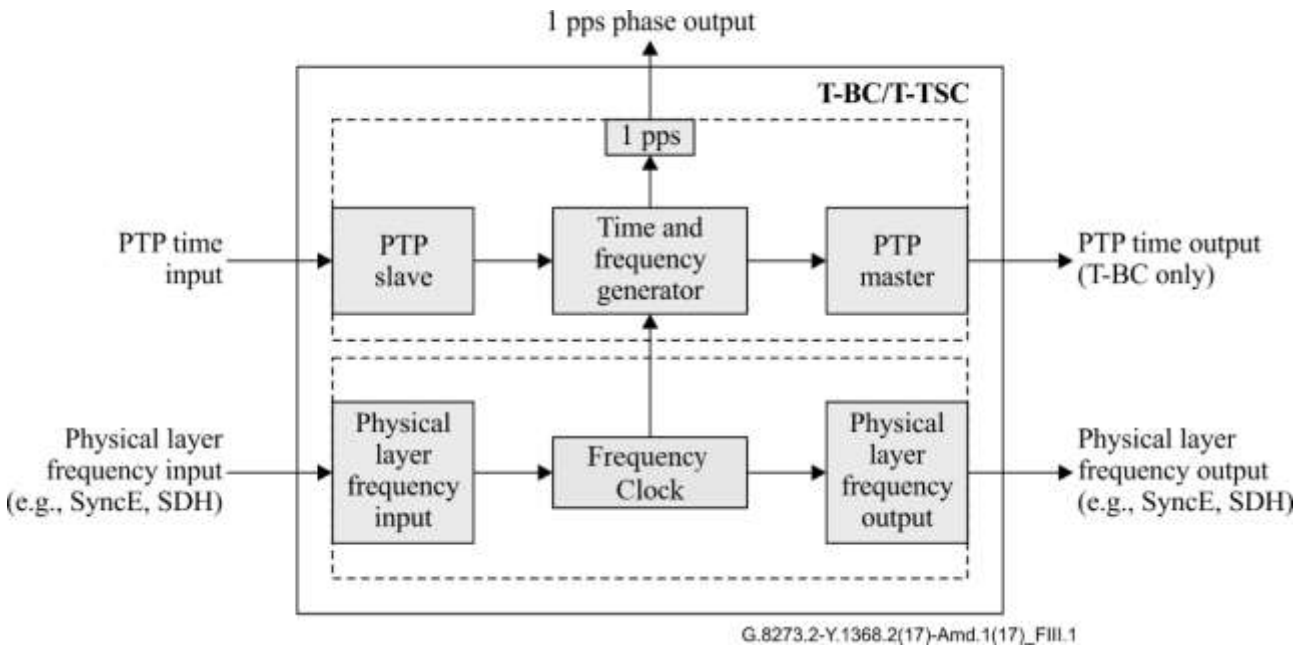 1 pps phase output
T-BC/T-TSC
1 pps
PTP time
input
PTP
slave
Time and
frequency
generator
PTP
master
PTP time output
(T-BC only)
Physical layer
frequency input
(e.g., SyncE, SDH)
Physical
layer
frequency
input
Frequency
Clock
Physical
layer
frequency
output
Physical layer
frequency output
(e.g., SyncE, SDH)
G.8273.2-Y.1368.2(17)-Amd.1(17)_FIII.1